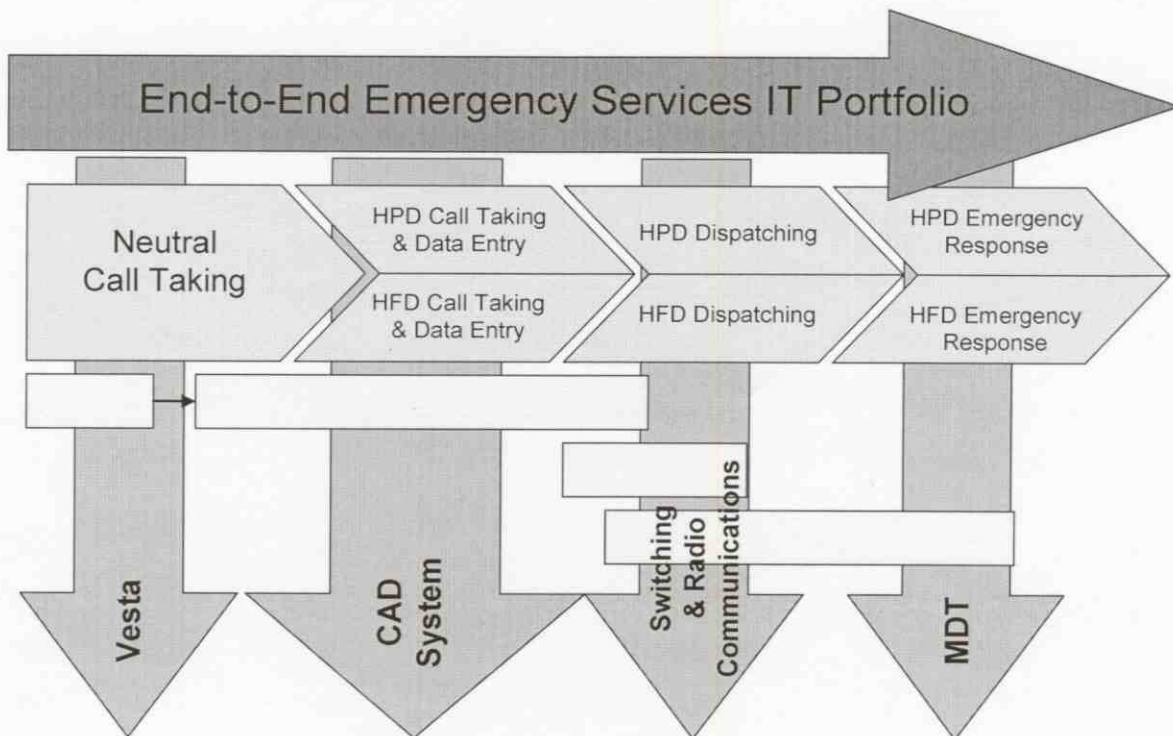 End-to-End Emergency Services IT Portfolio
Neutral
Call Taking
HPD Call Taking
& Data Entry
HFD Call Taking
& Data Entry
HPD Dispatching
HFD Dispatching
HPD Emergency
Response
HFD Emergency
Response
Vesta
CAD
System
Switching
& Radio
Communications
MDT